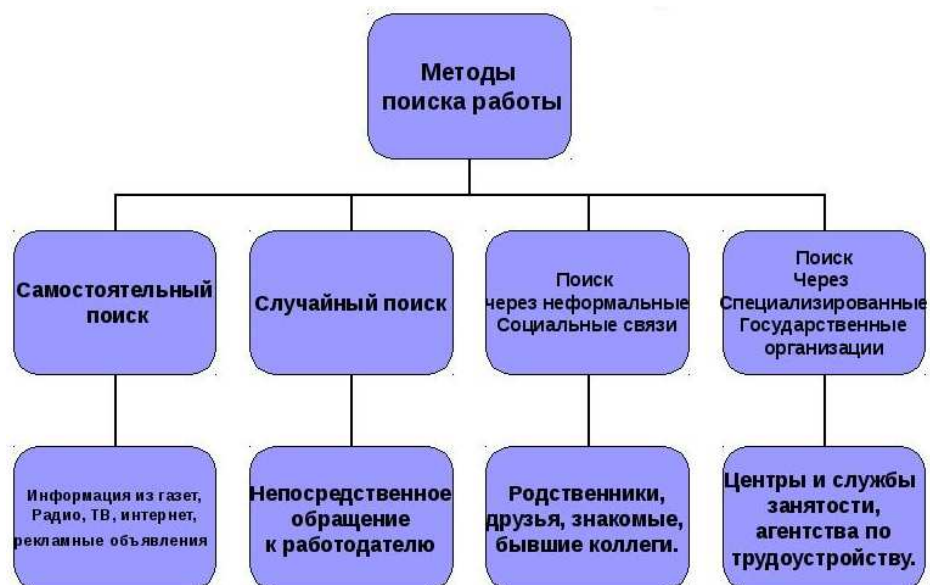 Методы
поиска работы
Самостоятельный
поиск
Случайный поиск
Поиск
через неформальные
Социальные связи
Поиск
Через
Специализированные
Государственные
организации
Информация из газет,
Радио, ТВ, интернет,
рекламные объявления
Непосредственное
обращение
к работодателю
Родственники,
друзья, знакомые,
бывшие коллеги.
Центры и службы
занятости,
агентства по
трудоустройству.